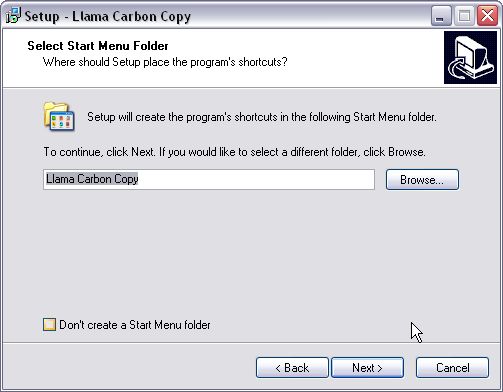 Setup - Llama Carbon Copy
Select Start Menu Folder
Where should Setup place the program's shortcuts?
Setup will create the program's shortcuts in the following Start Menu folder.
To continue, click Next. If you would like to select a different folder, click Browse.
Llama Carbon Copy
Browse...
Don't create a Start Menu folder
< Back
Next >
Cancel